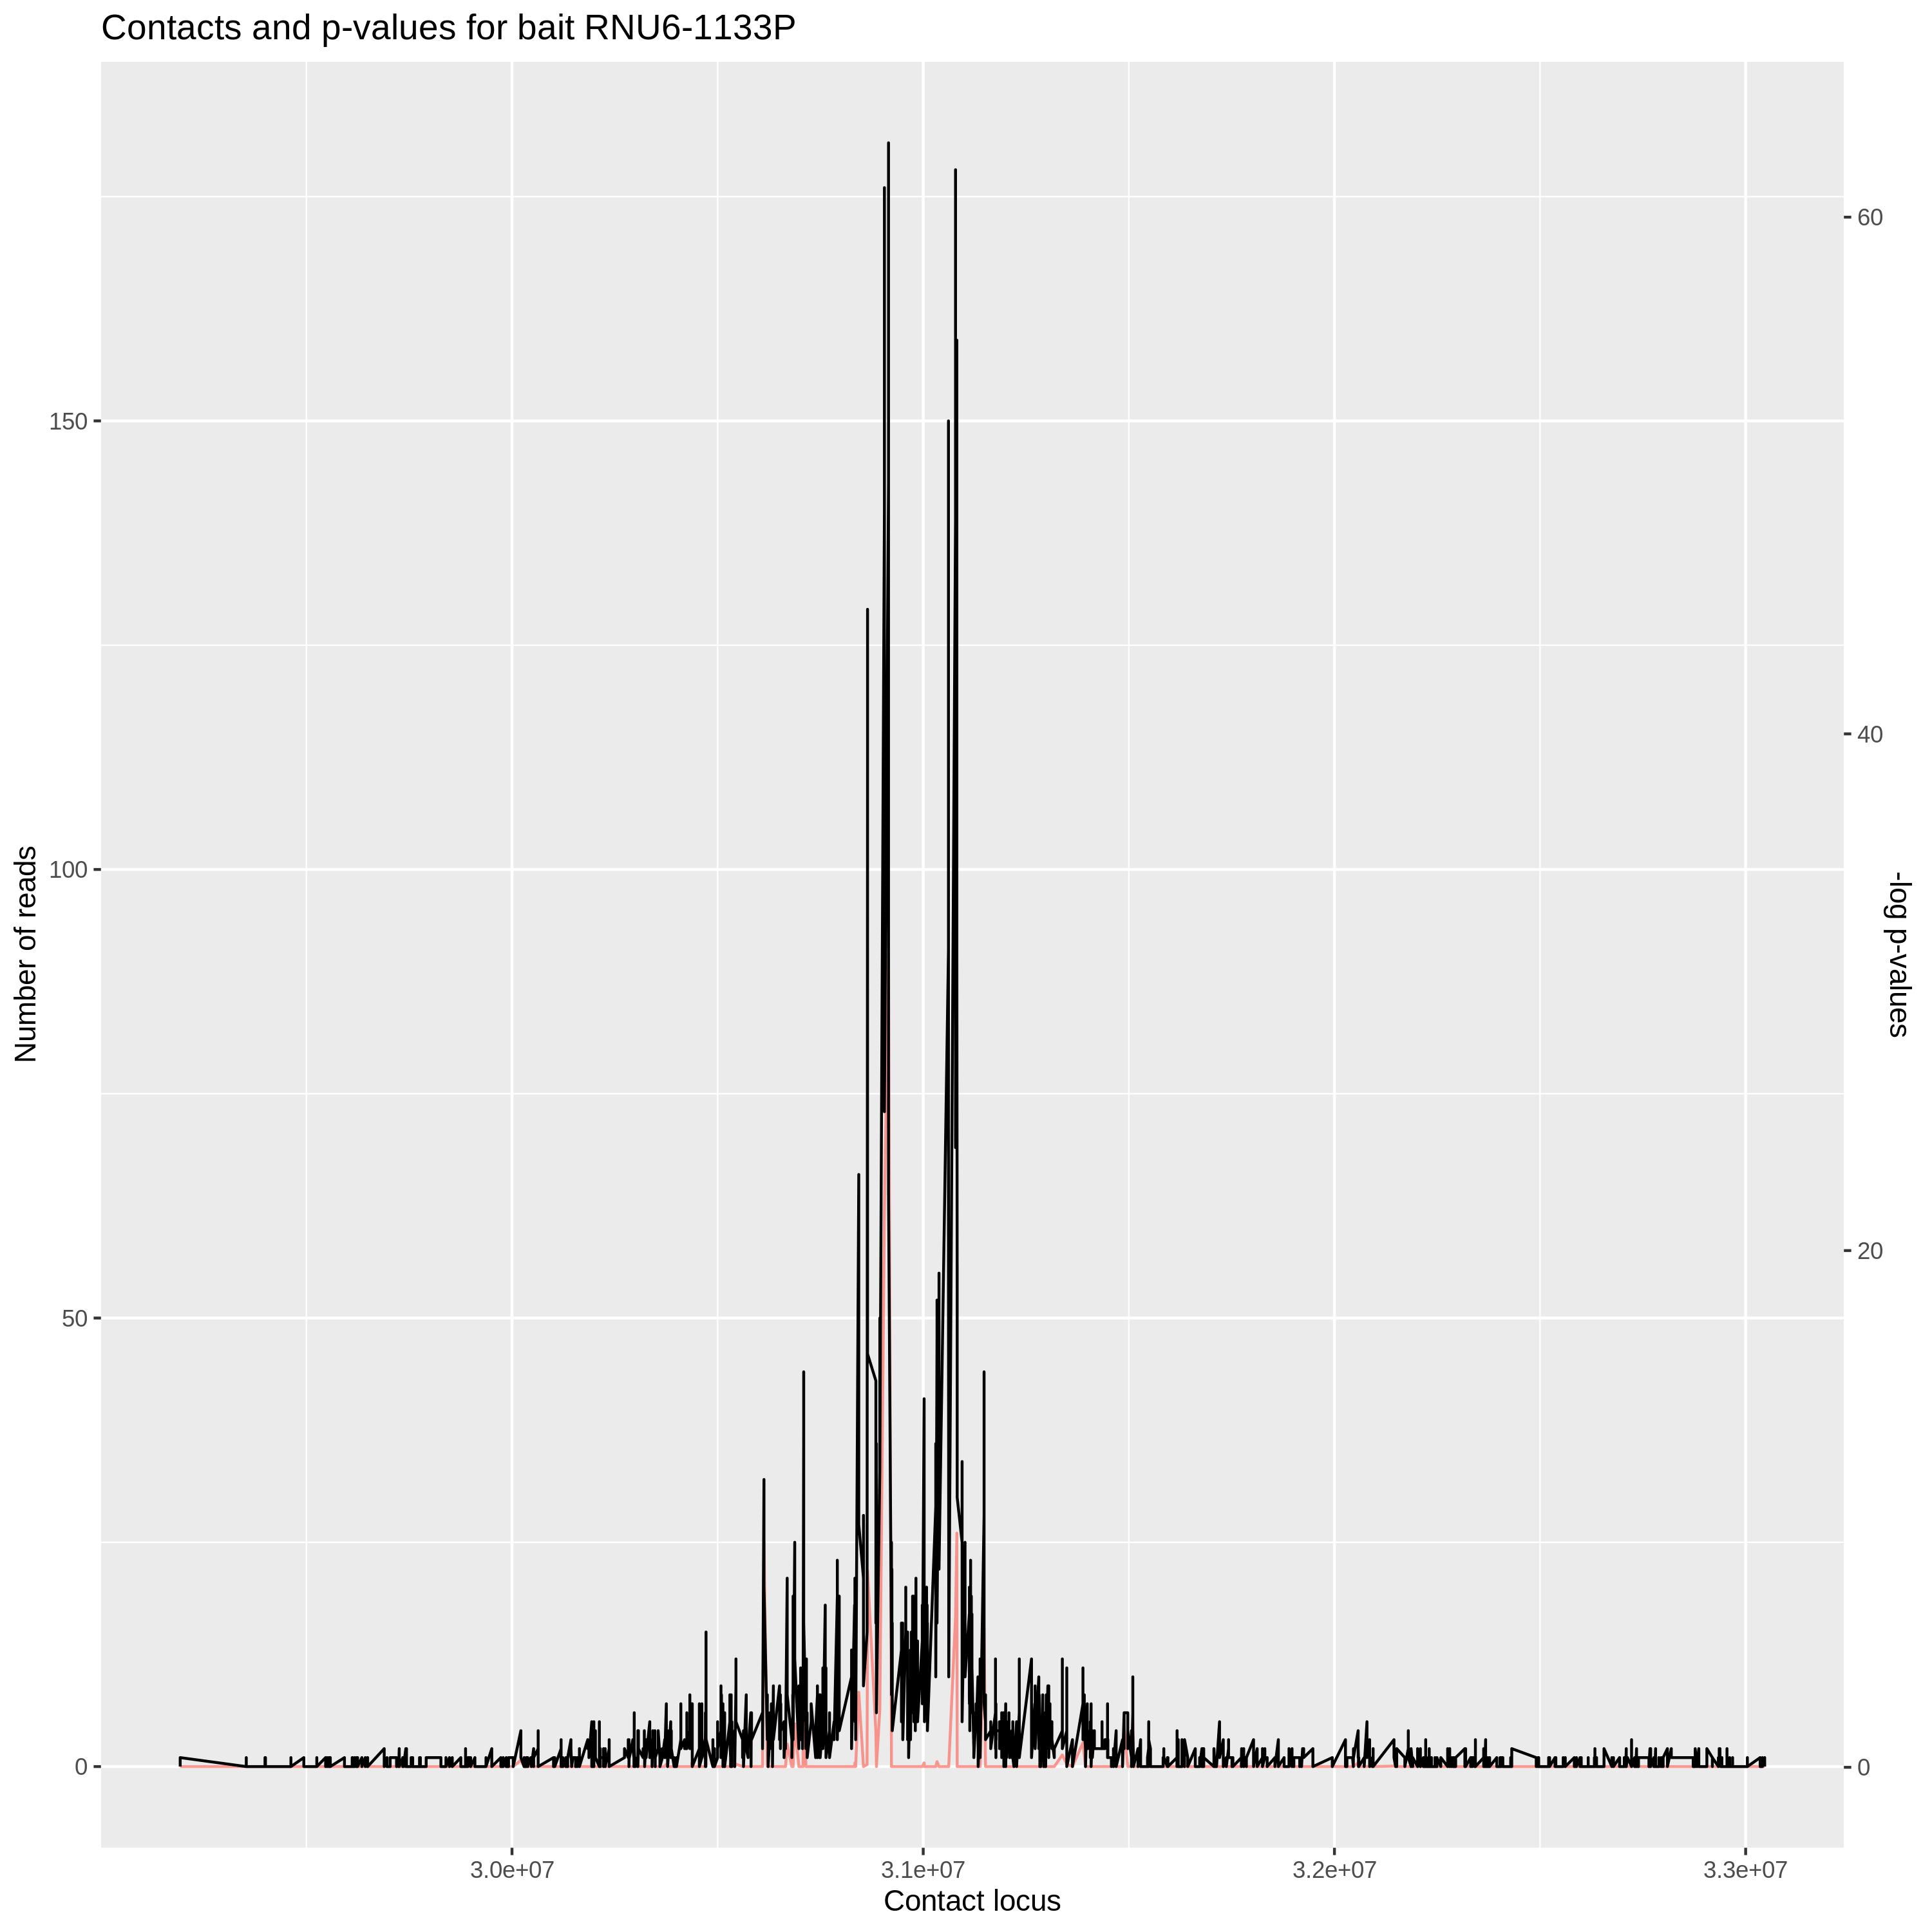 Contacts and p-values for bait RNU6-1133P
150
100
50
0
Number of reads
60
40
20
0
-log p-values
3.0e+07
3.1e+07
3.2e+07
3.3e+07
Contact locus